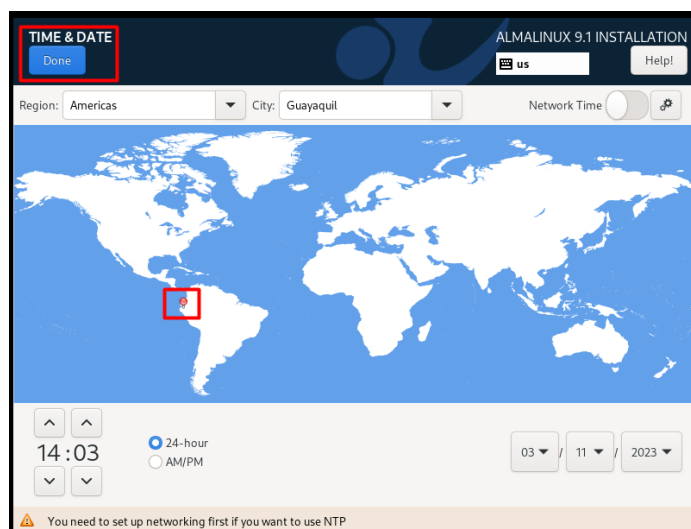 TIME & DATE
Done
ALMALINUX 9.1 INSTALLATION
us
Help!
Region: Americas City: Guayaquil Network Time
14:03
24-hour
AM/PM
03 / 11 / 2023
You need to set up networking first if you want to use NTP